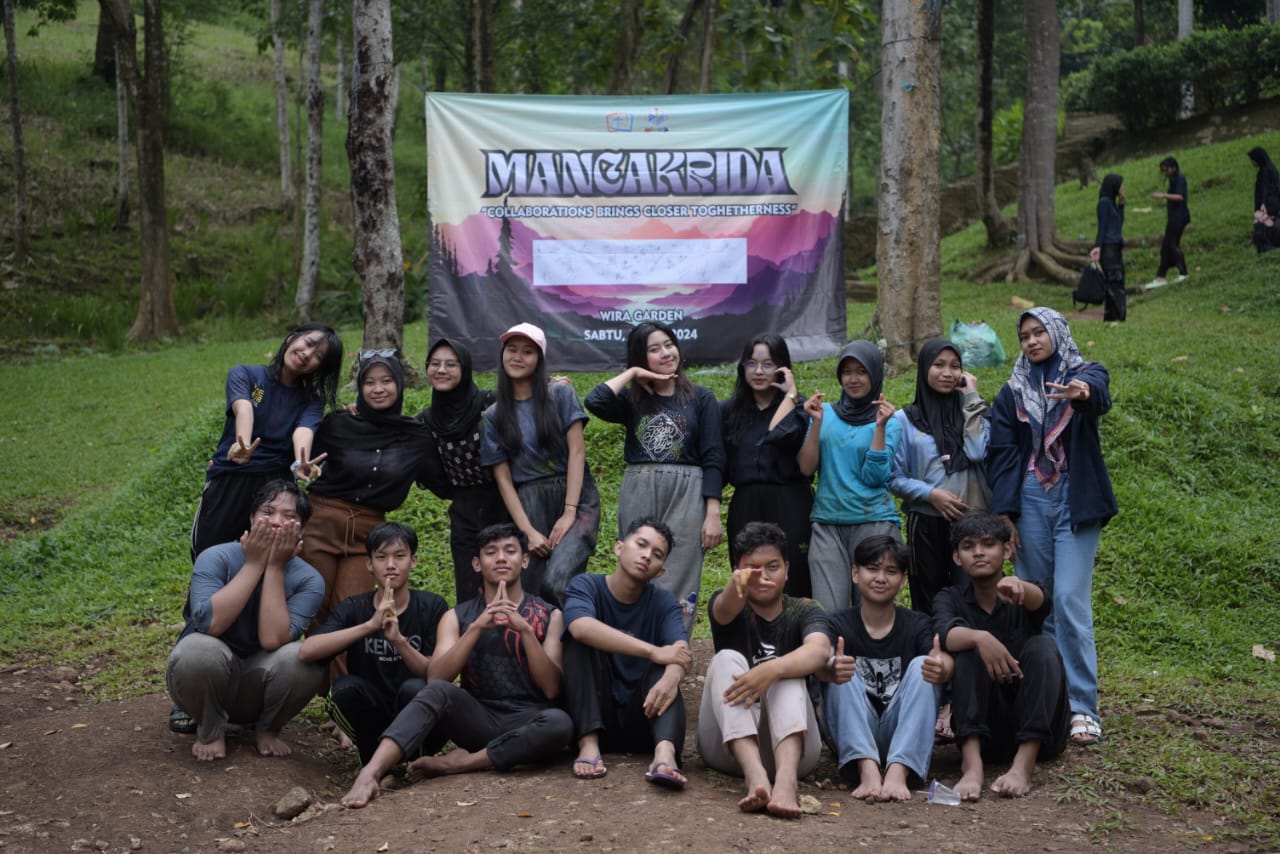 MANGAKRIDA
"COLLABORATIONS BRINGS CLOSER TOGHETHERNESS"
WIRA GARDEN
SABTU, 2024